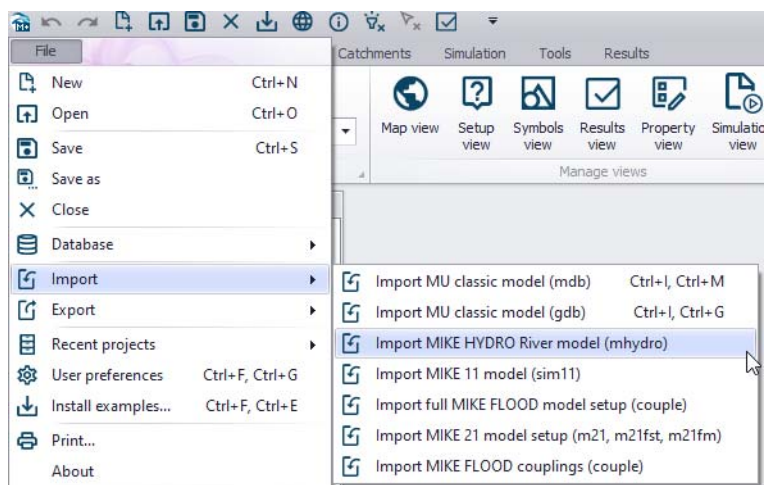 File
Catchments Simulation Tools Results
New Ctrl+N
Open Ctrl+O
Save Ctrl+S
Save as
Close
Database
Import
Export
Recent projects
User preferences Ctrl+F, Ctrl+G
Install examples... Ctrl+F, Ctrl+E
Print...
About
Map view
Setup view
Symbols view
Results view
Property view
Simulatio
view
Manage views
Import MU classic model (mdb) Ctrl+I, Ctrl+M
Import MU classic model (gdb) Ctrl+I, Ctrl+G
Import MIKE HYDRO River model (mhydro)
Import MIKE 11 model (sim11)
Import full MIKE FLOOD model setup (couple)
Import MIKE 21 model setup (m21, m21fst, m21fm)
Import MIKE FLOOD couplings (couple)